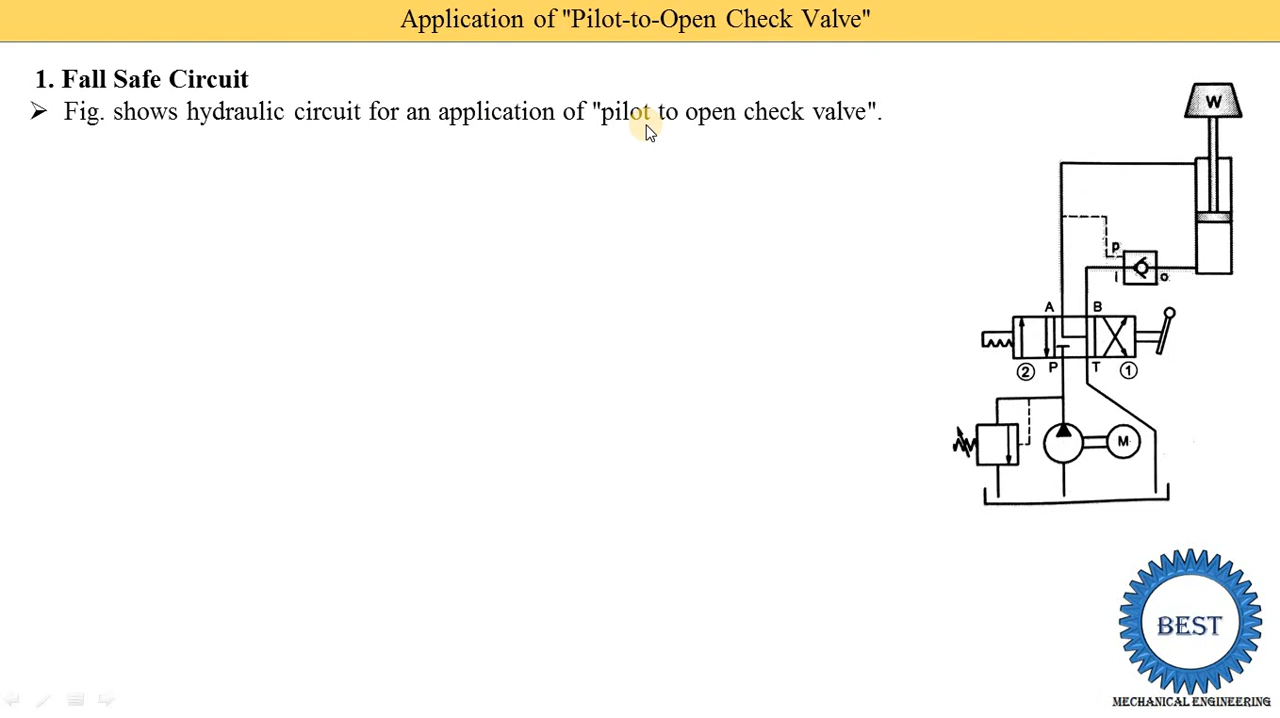 Application of "Pilot-to-Open Check Valve"
1. Fall Safe Circuit
➢ Fig. shows hydraulic circuit for an application of "pilot to open check valve".
W
P
I
o
A B
② P T ①
M
BEST
MECHANICAL ENGINEERING